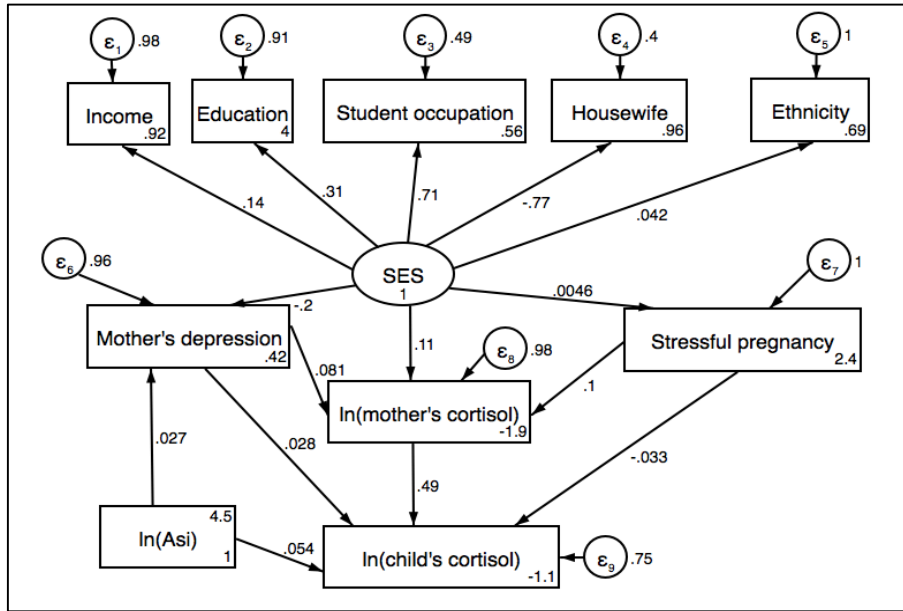 ε1 .98
ε2 .91
ε3 .49
ε4 .4
ε5 1
Income
.92
Education
4
Student occupation
.56
Housewife
.96
Ethnicity
.69
.14
.31
.71
-.77
.042
SES
1
ε6 .96
ε7 1
-.2
.0046
Mother's depression
.42
.11
Stressful pregnancy
2.4
ε8 .98
.081
.1
ln(mother's cortisol)
-1.9
.027
.028
.49
-.033
ln(Asi)
4.5
1
.054
ln(child's cortisol)
-1.1
ε9 .75